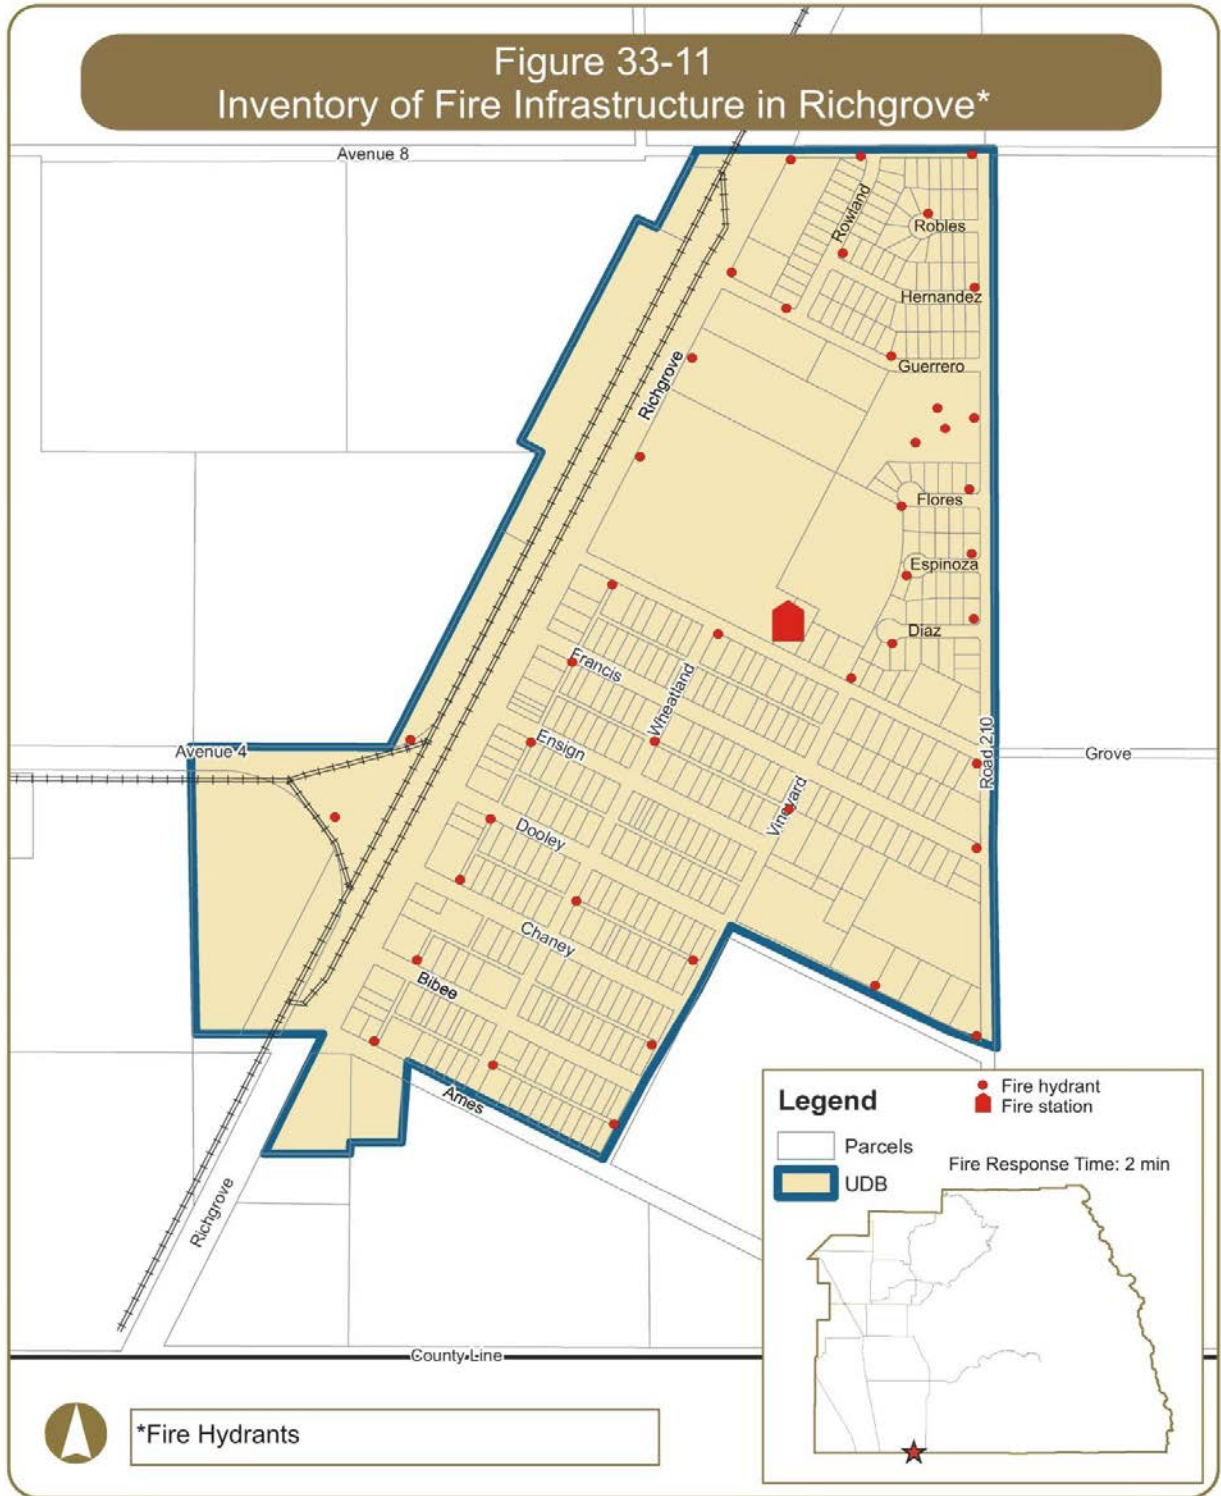 Figure 33-11
Inventory of Fire Infrastructure in Richgrove*
Avenue 8
Rowland
Robles
Hernandez
Richgrove
Guerrero
Flores
Espinoza
Diaz
Francis
Wheatland
Road 210
Avenue 4
Ensign
Grove
Vineyard
Dooley
Chaney
Bibee
Ames
Richgrove
County Line
Legend
Fire hydrant
Fire station
Parcels
Fire Response Time: 2 min
UDB
*Fire Hydrants